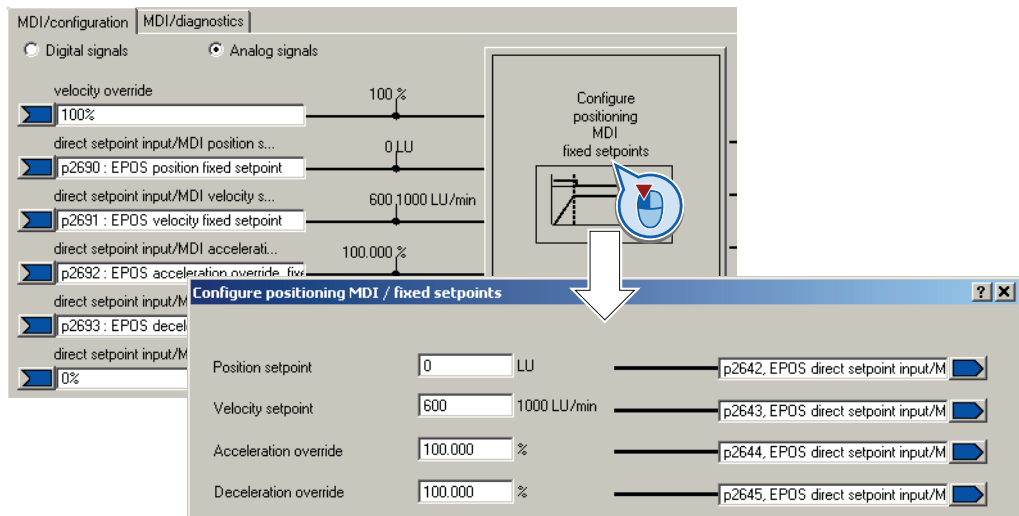 MDI/configuration MDI/diagnostics
Digital signals Analog signals
velocity override
100 %
100%
direct setpoint input/MDI position s...
0 LU
p2690 : EPOS position fixed setpoint
direct setpoint input/MDI velocity s...
600 1000 LU/min
p2691 : EPOS velocity fixed setpoint
direct setpoint input/MDI accelerati...
100.000 %
p2692 : EPOS acceleration override, fixe
direct setpoint input/M
p2693 : EPOS decel
direct setpoint input/M
0%
Configure
positioning
MDI
fixed setpoints
Configure positioning MDI / fixed setpoints
Position setpoint 0 LU p2642, EPOS direct setpoint input/M
Velocity setpoint 600 1000 LU/min p2643, EPOS direct setpoint input/M
Acceleration override 100.000 % p2644, EPOS direct setpoint input/M
Deceleration override 100.000 % p2645, EPOS direct setpoint input/M